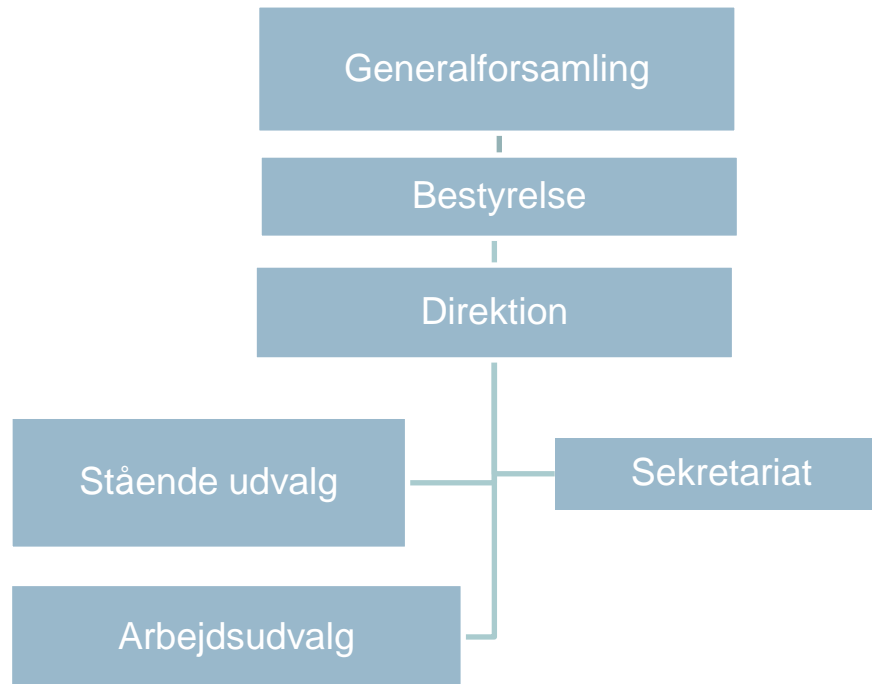 Generalforsamling
Bestyrelse
Direktion
Stående udvalg
Sekretariat
Arbejdsudvalg